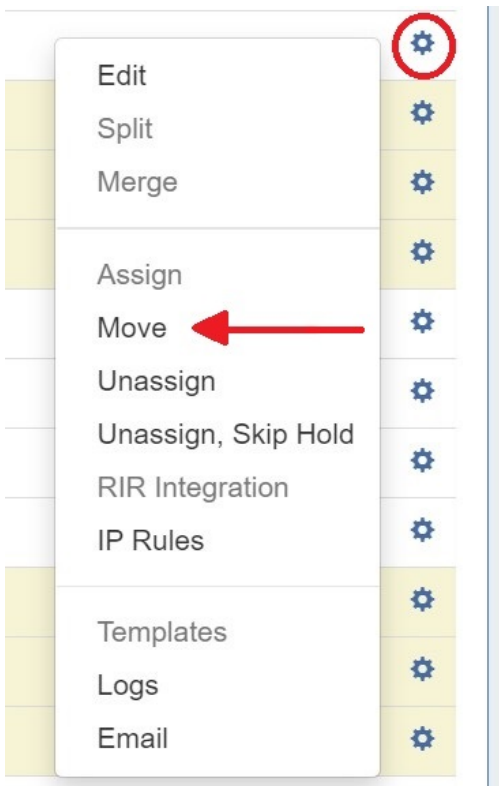 Edit
Split
Merge
Assign
Move
Unassign
Unassign, Skip Hold
RIR Integration
IP Rules
Templates
Logs
Email